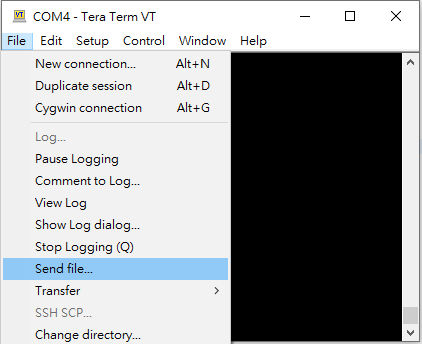 VT COM4 - Tera Term VT
File Edit Setup Control Window Help
New connection... Alt+N
Duplicate session Alt+D
Cygwin connection Alt+G
Log...
Pause Logging
Comment to Log...
View Log
Show Log dialog...
Stop Logging (Q)
Send file...
Transfer
SSH SCP...
Change directory...